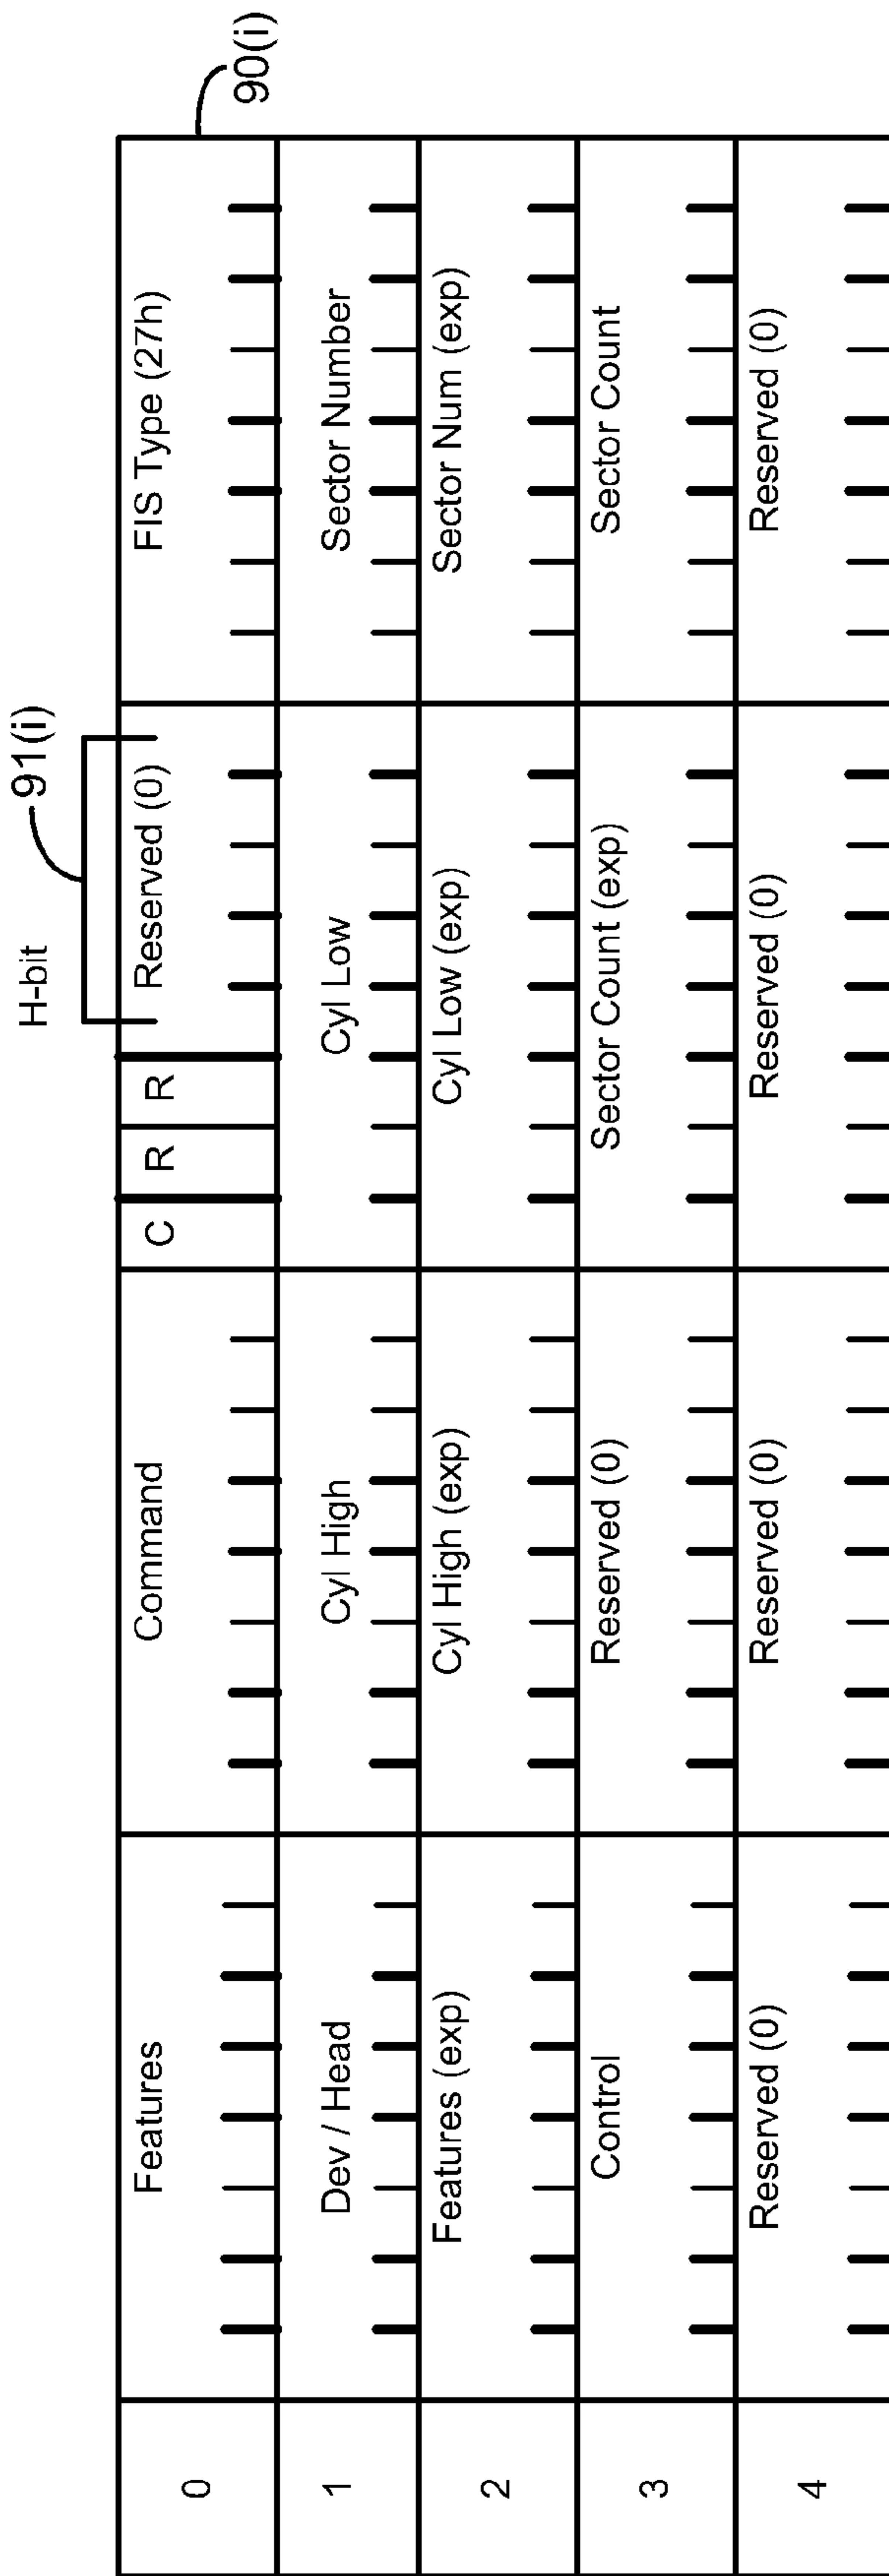 H-bit 91(i)
90(i)
0 Features Command C R R Reserved (0) FIS Type (27h)
1 Dev / Head Cyl High Cyl Low Sector Number
2 Features (exp) Cyl High (exp) Cyl Low (exp) Sector Num (exp)
3 Control Reserved (0) Sector Count (exp) Sector Count
4 Reserved (0) Reserved (0) Reserved (0) Reserved (0)